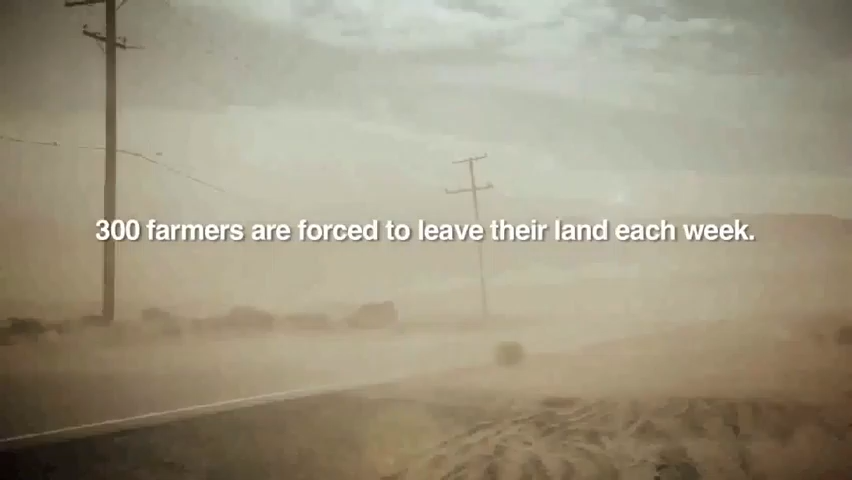 300 farmers are forced to leave their land each week.